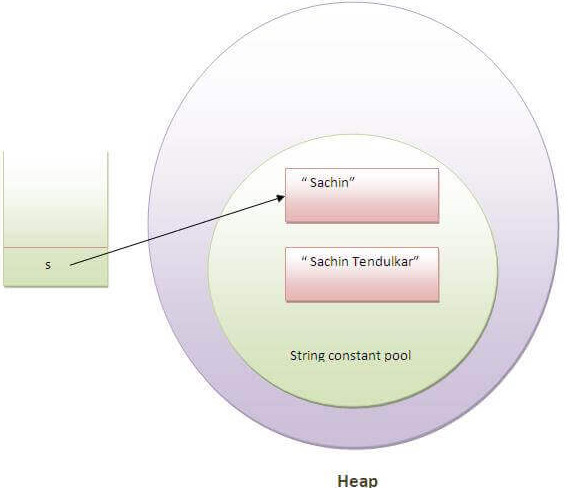 “ Sachin”
s
“ Sachin Tendulkar”
String constant pool
Heap